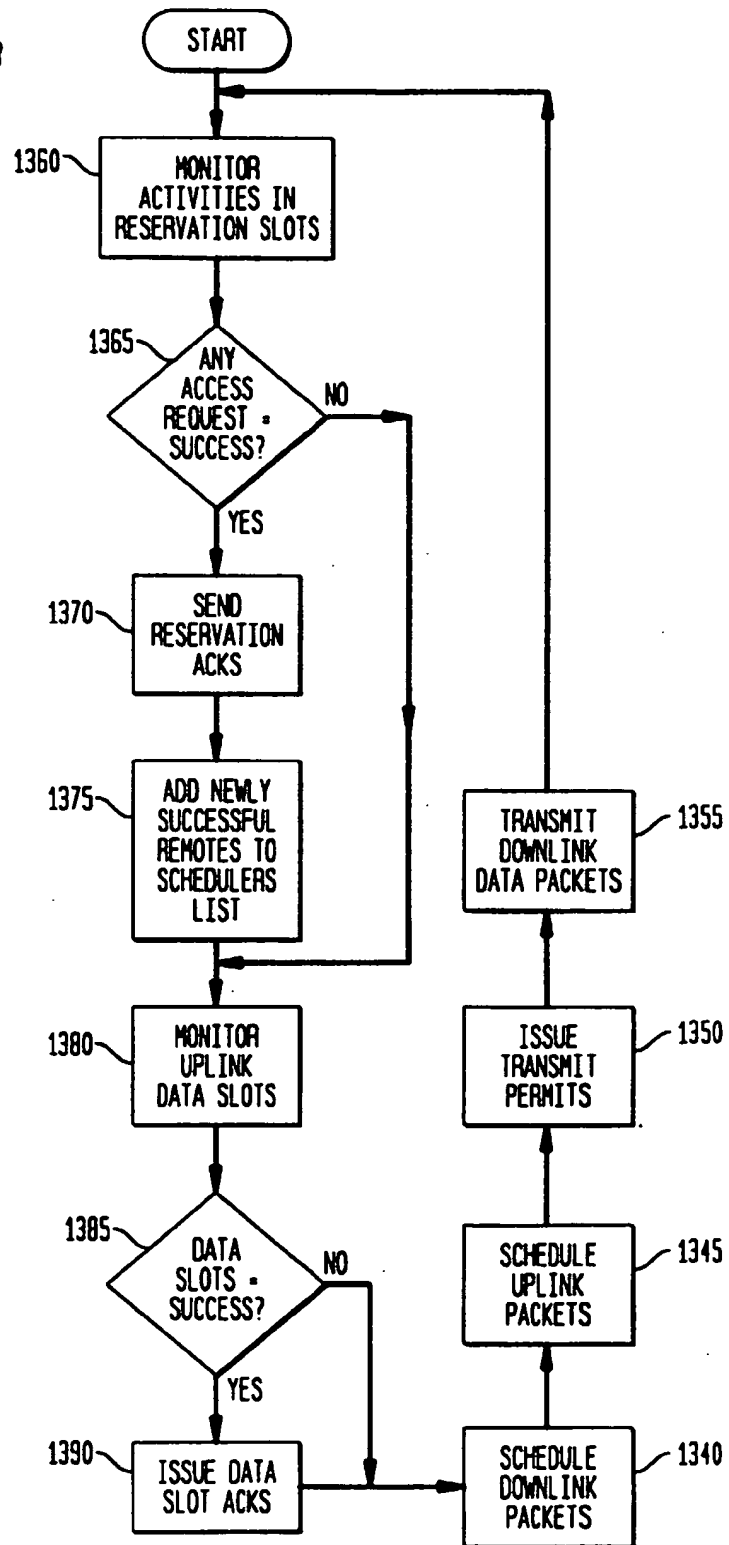 START
1360
MONITOR
ACTIVITIES IN
RESERVATION SLOTS
1365
ANY
ACCESS
REQUEST =
SUCCESS?
NO
YES
1370
SEND
RESERVATION
ACKS
1375
ADD NEWLY
SUCCESSFUL
REMOTES TO
SCHEDULERS
LIST
1380
MONITOR
UPLINK
DATA SLOTS
1385
DATA
SLOTS =
SUCCESS?
NO
YES
1390
ISSUE DATA
SLOT ACKS
SCHEDULE
DOWNLINK
PACKETS
1340
SCHEDULE
UPLINK
PACKETS
1345
ISSUE
TRANSMIT
PERMITS
1350
TRANSMIT
DOWNLINK
DATA PACKETS
1355